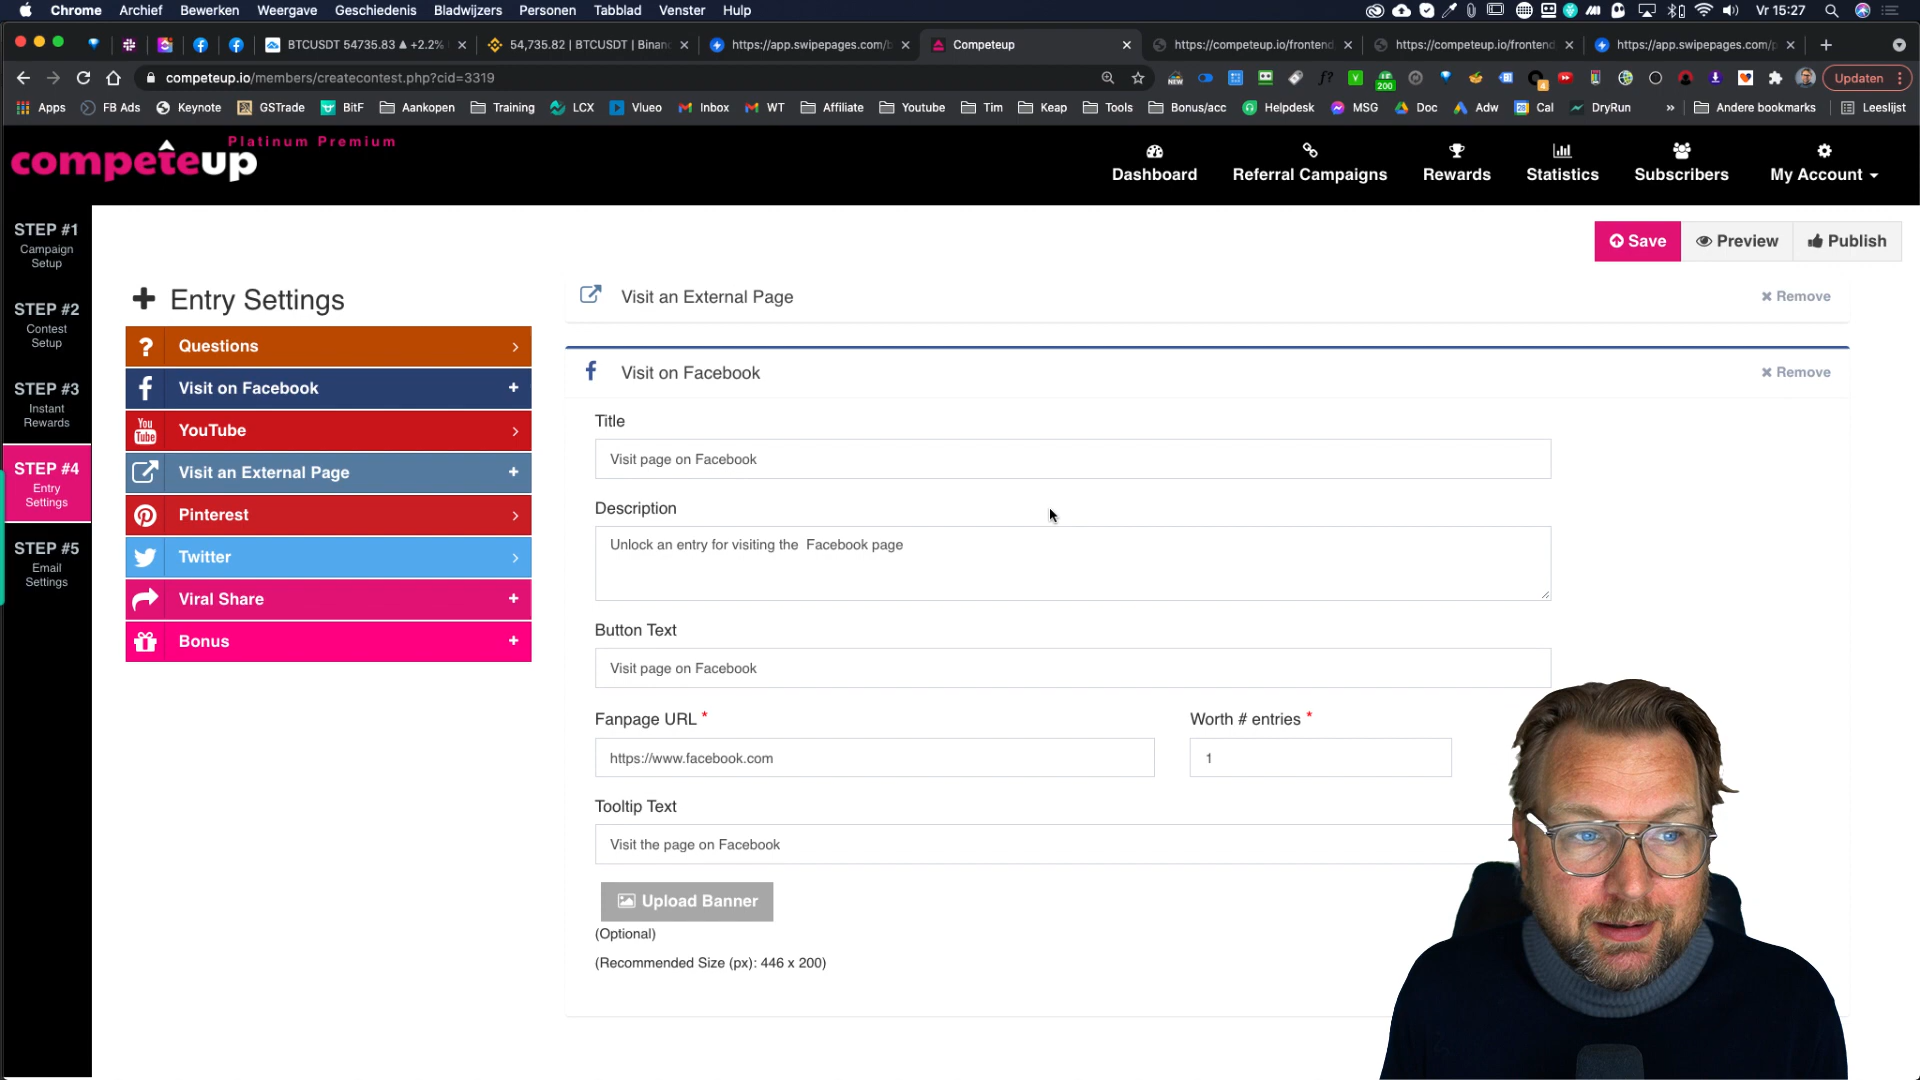 Chrome Archief Bewerken Weergave Geschiedenis Bladwijzers Personen Tabblad Venster Hulp Vr 15:27
BTCUSDT 54735.83 ▲ +2.2% 54,735.82 | BTCUSDT | Binan https://app.swipepages.com/b Competeup https://competeup.io/frontend https://competeup.io/frontend https://app.swipepages.com/p
competeup.io/members/createcontest.php?cid=3319 Updaten
Apps FB Ads Keynote GSTrade BitF Aankopen Training LCX Vlueo Inbox WT Affiliate Youtube Tim Keap Tools Bonus/acc Helpdesk MSG Doc Adw Cal DryRun » Andere bookmarks Leeslijst
Platinum Premium
competeup
Dashboard Referral Campaigns Rewards Statistics Subscribers My Account
STEP #1
Campaign
Setup
STEP #2
Contest
Setup
STEP #3
Instant
Rewards
STEP #4
Entry
Settings
STEP #5
Email
Settings
Save Preview Publish
Entry Settings
Questions
Visit on Facebook
YouTube
Visit an External Page
Pinterest
Twitter
Viral Share
Bonus
Visit an External Page Remove
Visit on Facebook Remove
Title
Visit page on Facebook
Description
Unlock an entry for visiting the  Facebook page
Button Text
Visit page on Facebook
Fanpage URL * Worth # entries *
https://www.facebook.com 1
Tooltip Text
Visit the page on Facebook
Upload Banner
(Optional)
(Recommended Size (px): 446 x 200)